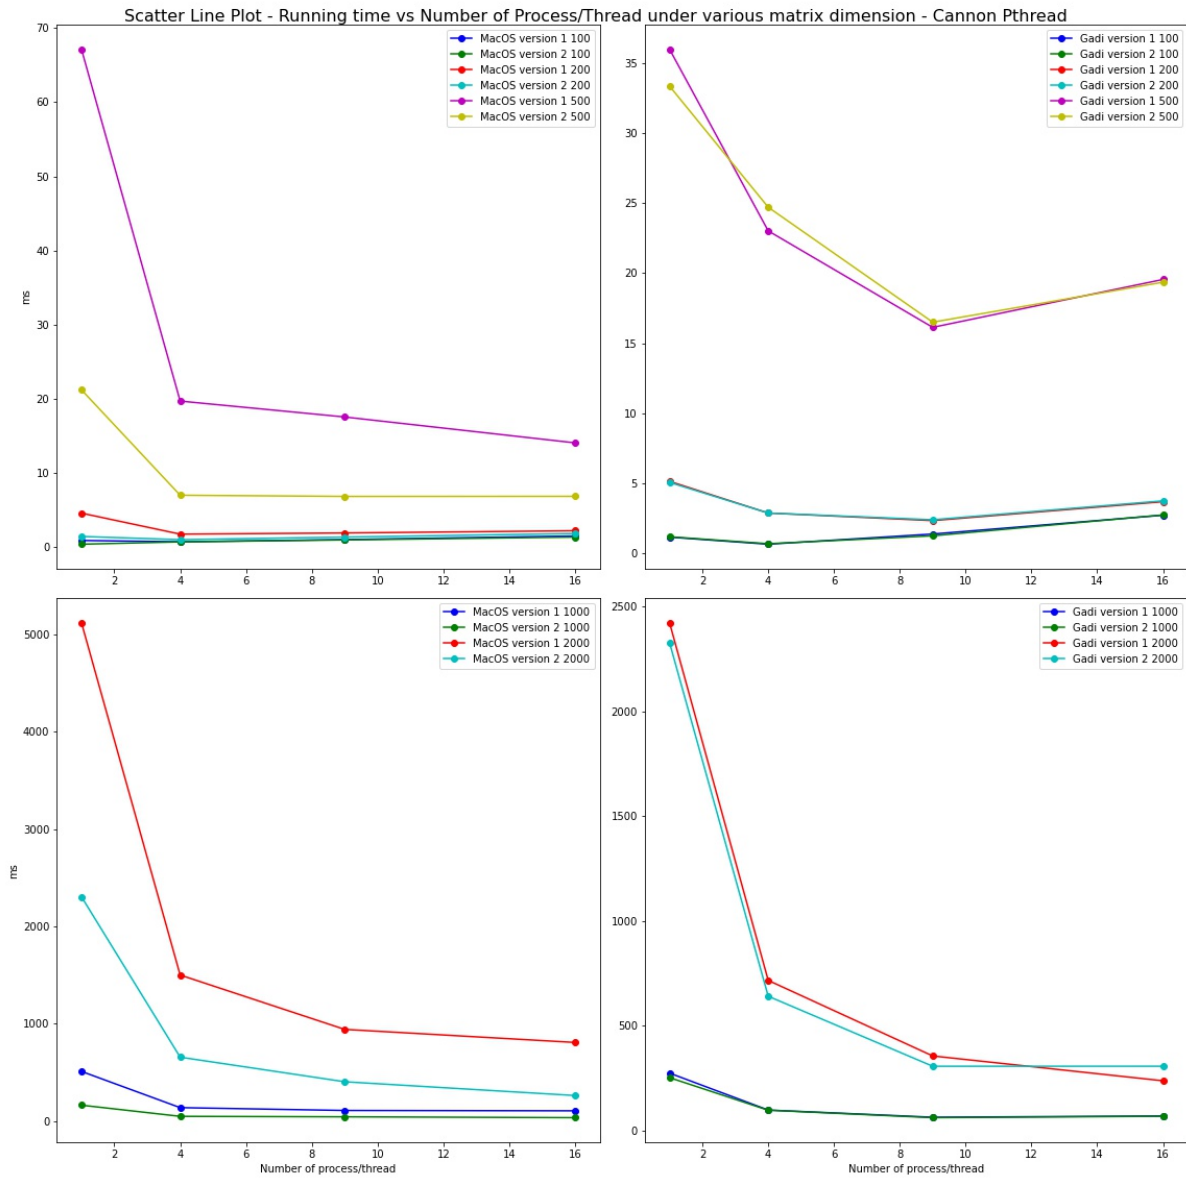 Scatter Line Plot - Running time vs Number of Process/Thread under various matrix dimension - Cannon Pthread
70
60
50
40
30
20
10
0
ms
2
4
6
8
10
12
14
16
MacOS version 1 100
MacOS version 2 100
MacOS version 1 200
MacOS version 2 200
MacOS version 1 500
MacOS version 2 500
35
30
25
20
15
10
5
0
2
4
6
8
10
12
14
16
Gadi version 1 100
Gadi version 2 100
Gadi version 1 200
Gadi version 2 200
Gadi version 1 500
Gadi version 2 500
5000
4000
3000
2000
1000
0
ms
2
4
6
8
10
12
14
16
Number of process/thread
MacOS version 1 1000
MacOS version 2 1000
MacOS version 1 2000
MacOS version 2 2000
2500
2000
1500
1000
500
0
2
4
6
8
10
12
14
16
Number of process/thread
Gadi version 1 1000
Gadi version 2 1000
Gadi version 1 2000
Gadi version 2 2000